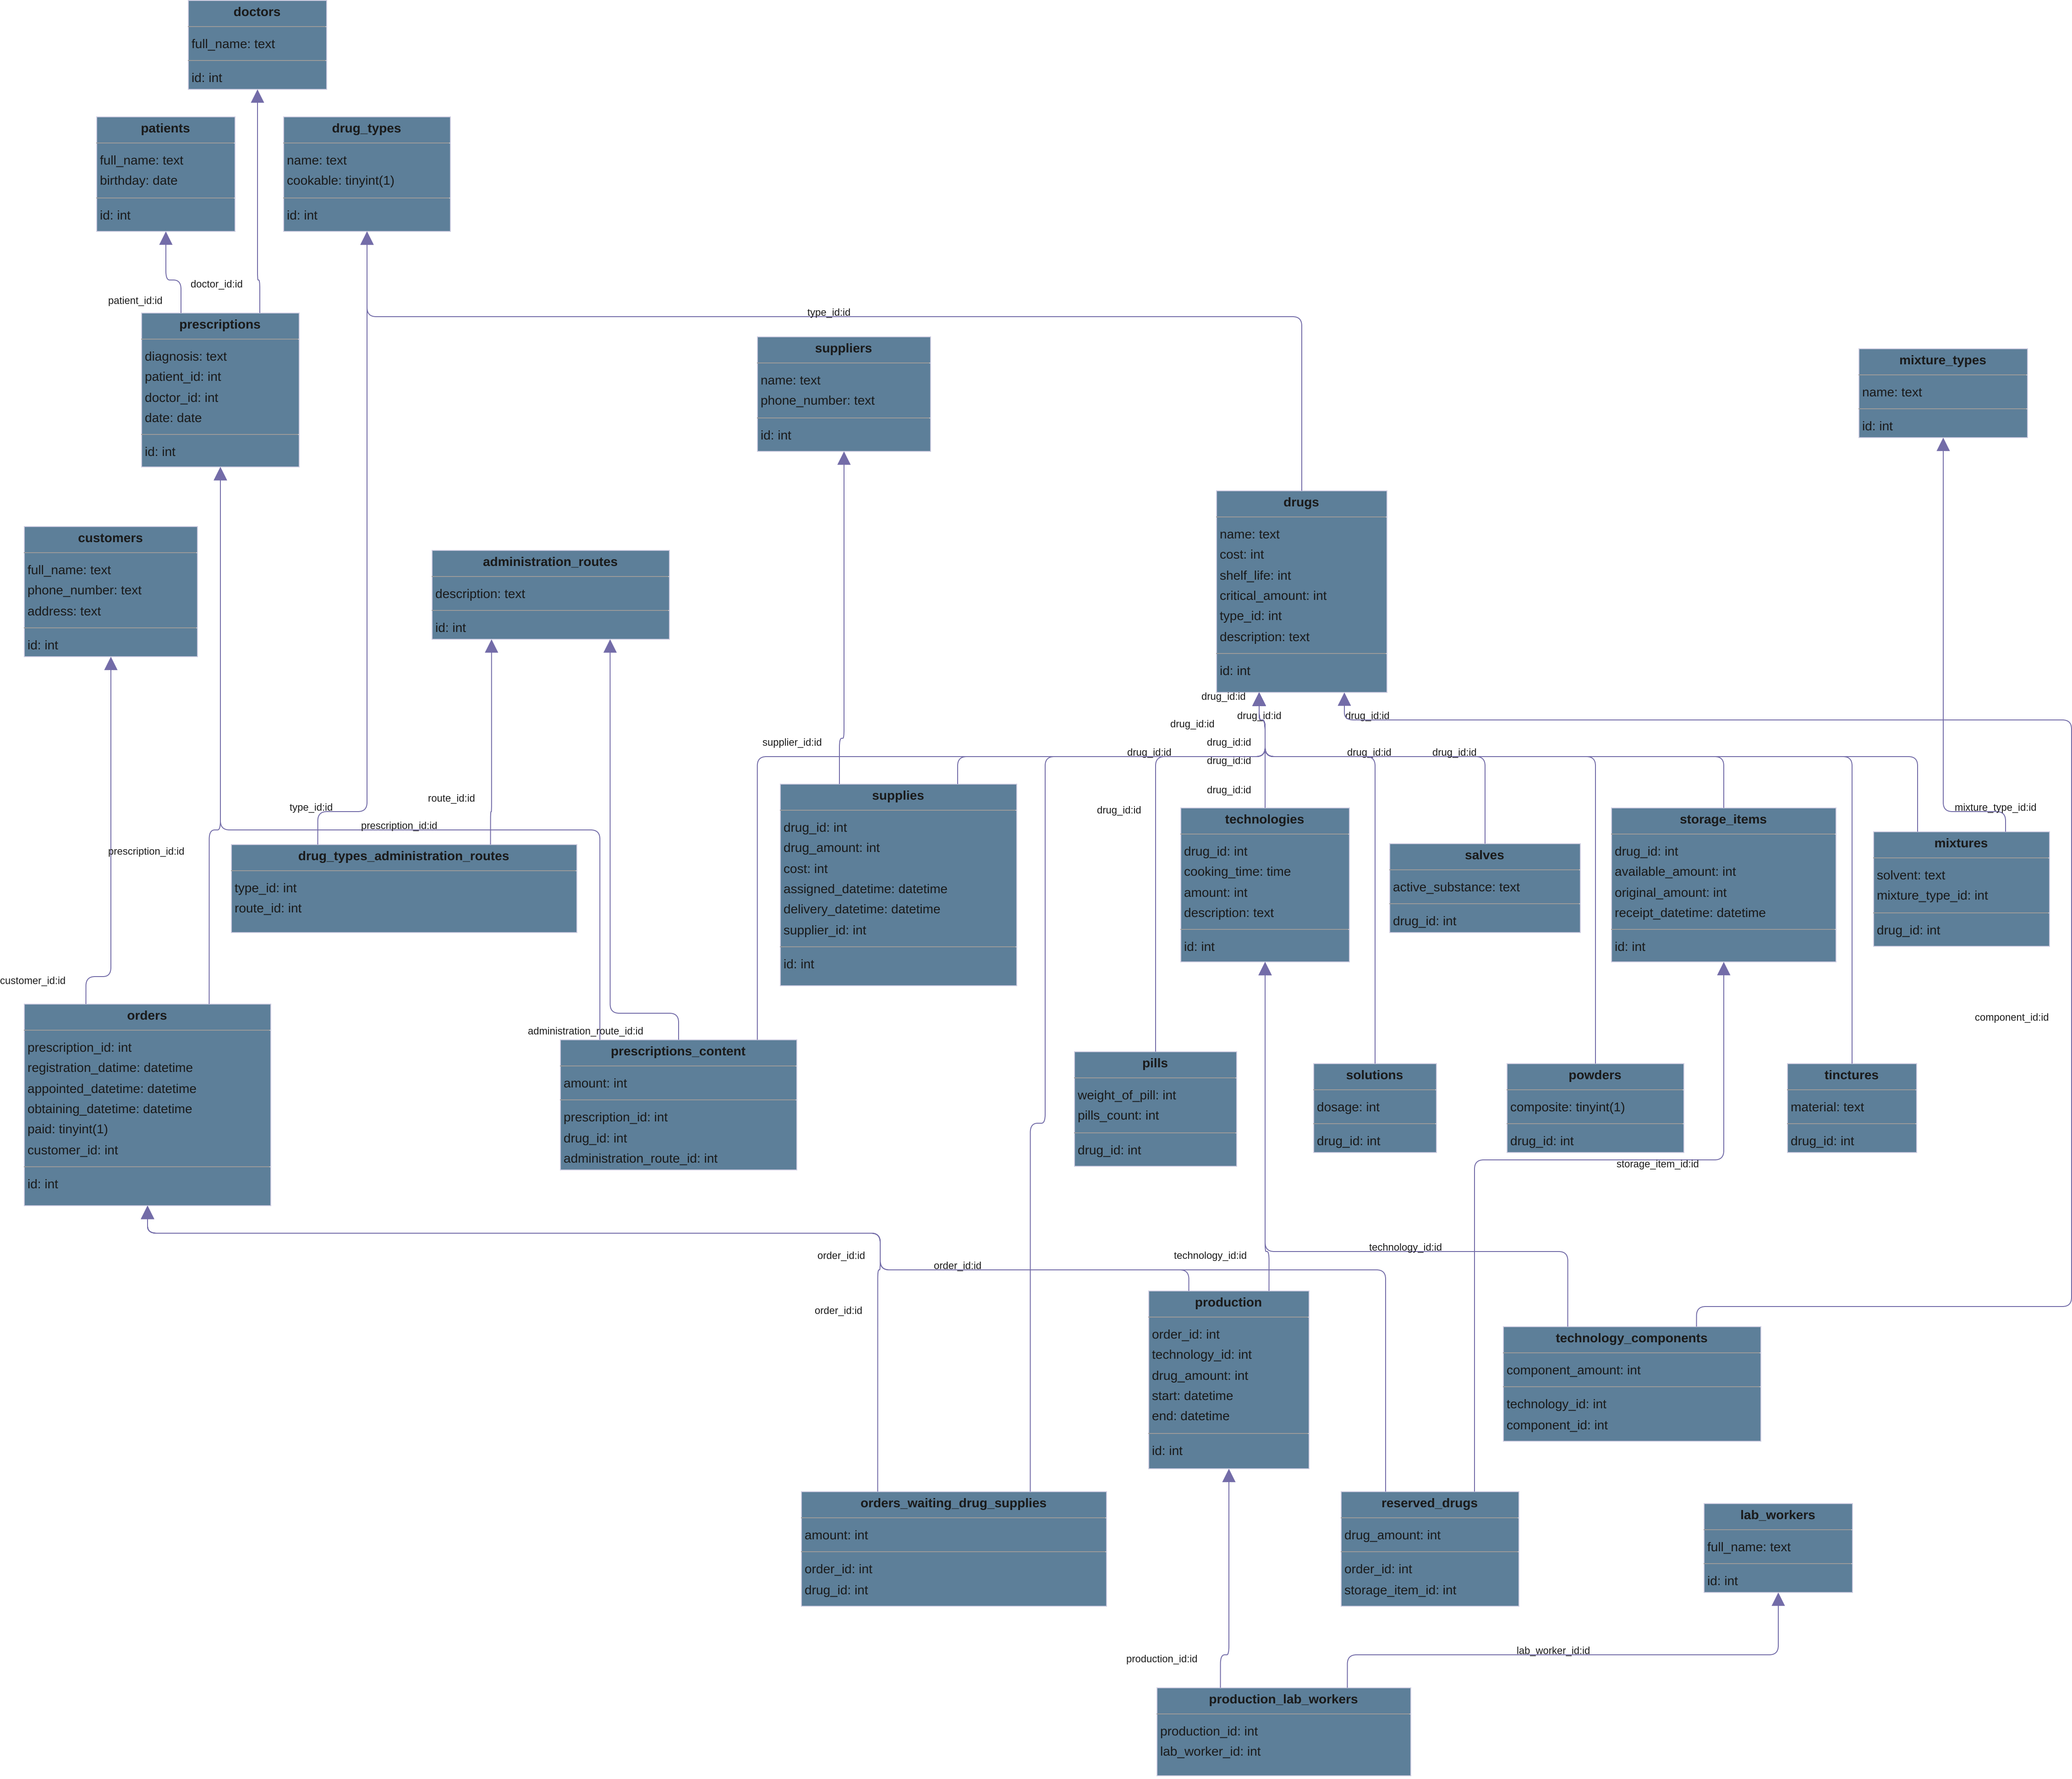 doctors
full_name: text
id: int
patients
full_name: text
birthday: date
id: int
drug_types
name: text
cookable: tinyint(1)
id: int
doctor_id:id
patient_id:id
type_id:id
prescriptions
diagnosis: text
patient_id: int
doctor_id: int
date: date
id: int
suppliers
name: text
phone_number: text
id: int
mixture_types
name: text
id: int
drugs
name: text
cost: int
shelf_life: int
critical_amount: int
type_id: int
description: text
id: int
customers
full_name: text
phone_number: text
address: text
id: int
administration_routes
description: text
id: int
drug_id:id
drug_id:id
drug_id:id
drug_id:id
supplier_id:id
drug_id:id
drug_id:id
drug_id:id
drug_id:id
drug_id:id
drug_id:id
route_id:id
type_id:id
mixture_type_id:id
drug_id:id
prescription_id:id
prescription_id:id
drug_types_administration_routes
type_id: int
route_id: int
supplies
drug_id: int
drug_amount: int
cost: int
assigned_datetime: datetime
delivery_datetime: datetime
supplier_id: int
id: int
technologies
drug_id: int
cooking_time: time
amount: int
description: text
id: int
salves
active_substance: text
drug_id: int
storage_items
drug_id: int
available_amount: int
original_amount: int
receipt_datetime: datetime
id: int
mixtures
solvent: text
mixture_type_id: int
drug_id: int
customer_id:id
component_id:id
administration_route_id:id
orders
prescription_id: int
registration_datime: datetime
appointed_datetime: datetime
obtaining_datetime: datetime
paid: tinyint(1)
customer_id: int
id: int
prescriptions_content
amount: int
prescription_id: int
drug_id: int
administration_route_id: int
pills
weight_of_pill: int
pills_count: int
drug_id: int
solutions
dosage: int
drug_id: int
powders
composite: tinyint(1)
drug_id: int
tinctures
material: text
drug_id: int
storage_item_id:id
technology_id:id
order_id:id
technology_id:id
order_id:id
order_id:id
production
order_id: int
technology_id: int
drug_amount: int
start: datetime
end: datetime
id: int
technology_components
component_amount: int
technology_id: int
component_id: int
orders_waiting_drug_supplies
amount: int
order_id: int
drug_id: int
reserved_drugs
drug_amount: int
order_id: int
storage_item_id: int
lab_workers
full_name: text
id: int
lab_worker_id:id
production_id:id
production_lab_workers
production_id: int
lab_worker_id: int